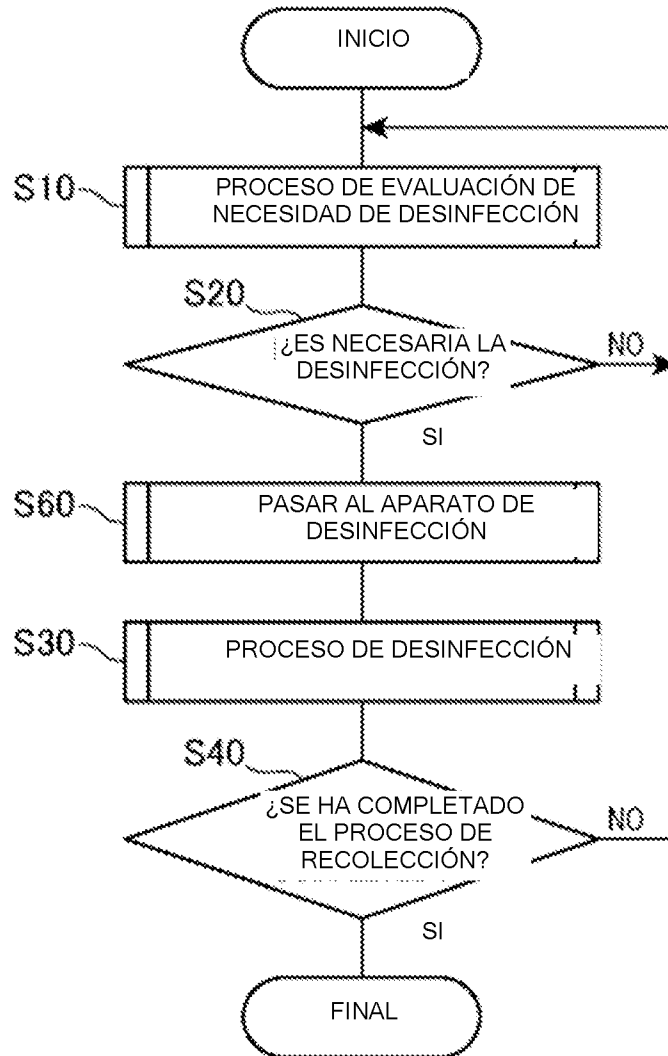 INICIO
S10
PROCESO DE EVALUACIÓN DE
NECESIDAD DE DESINFECCIÓN
S20
¿ES NECESARIA LA
DESINFECCIÓN?
NO
SI
S60
PASAR AL APARATO DE
DESINFECCIÓN
S30
PROCESO DE DESINFECCIÓN
S40
¿SE HA COMPLETADO
EL PROCESO DE
RECOLECCIÓN?
NO
SI
FINAL